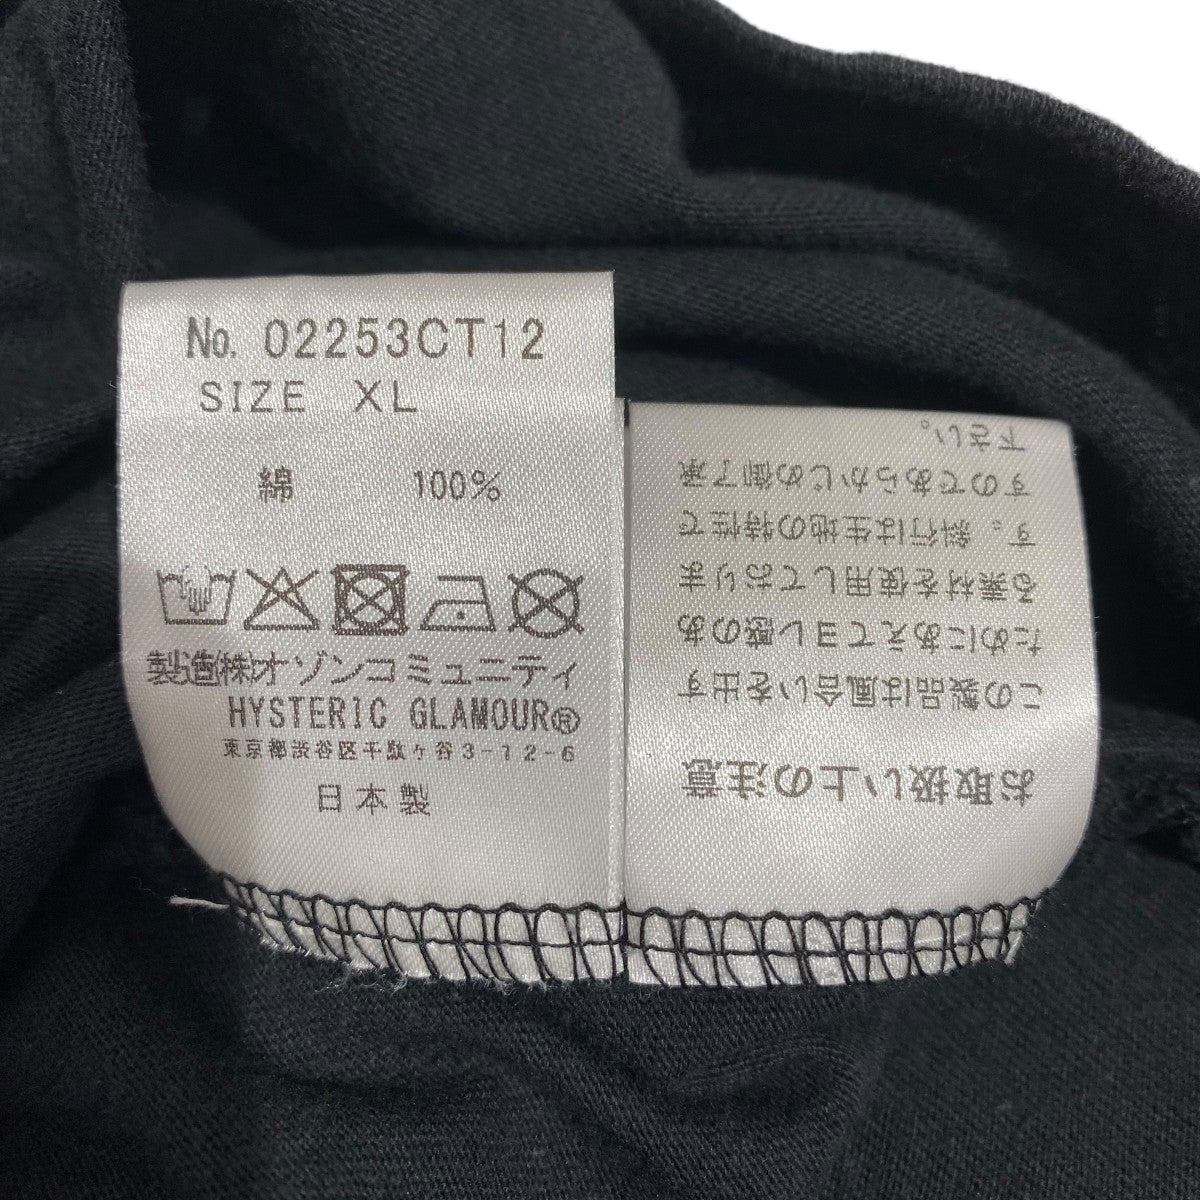 No. 02253CT12
SIZE XL
綿 100%
製造(株)オゾンコミュニティ
HYSTERIC GLAMOUR®
東京都渋谷区千駄ケ谷3-12-6
日本製
お取扱い上の注意
この製品は風合いを出す
ためにあえてヨレ感のあ
る素材を使用しておりま
す。斜行は生地の特性で
すのであらかじめ御了承
下さい。